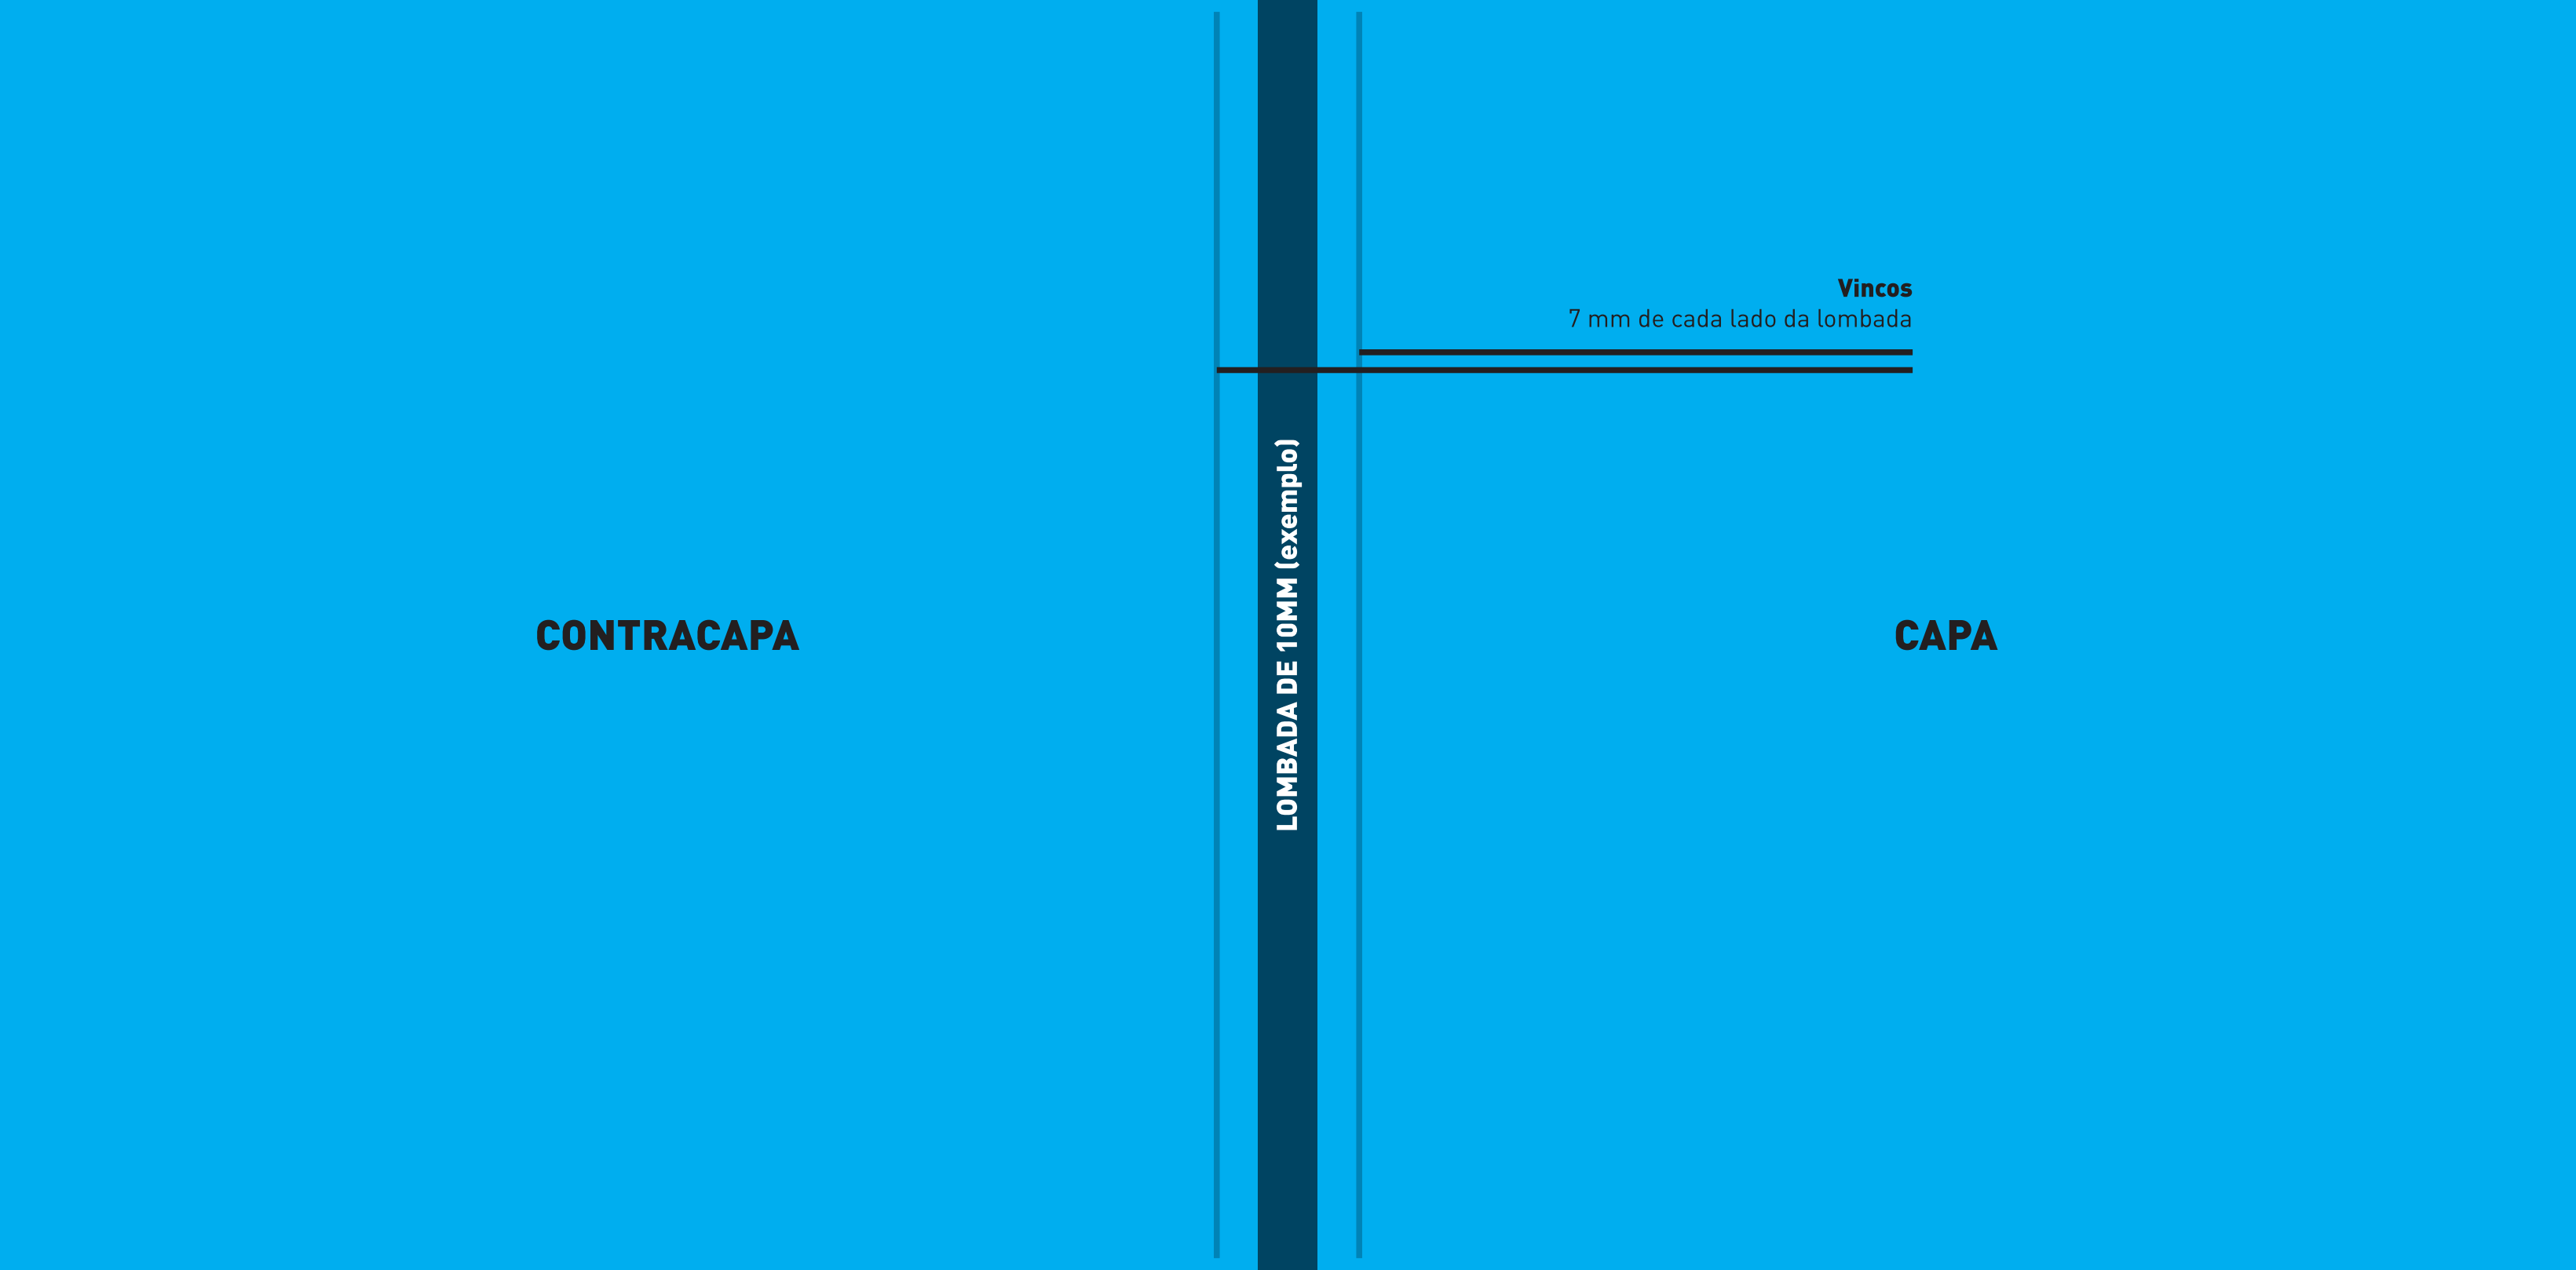 CONTRACAPA
LOMBADA DE 10MM (exemplo)
Vincos
7 mm de cada lado da lombada
CAPA